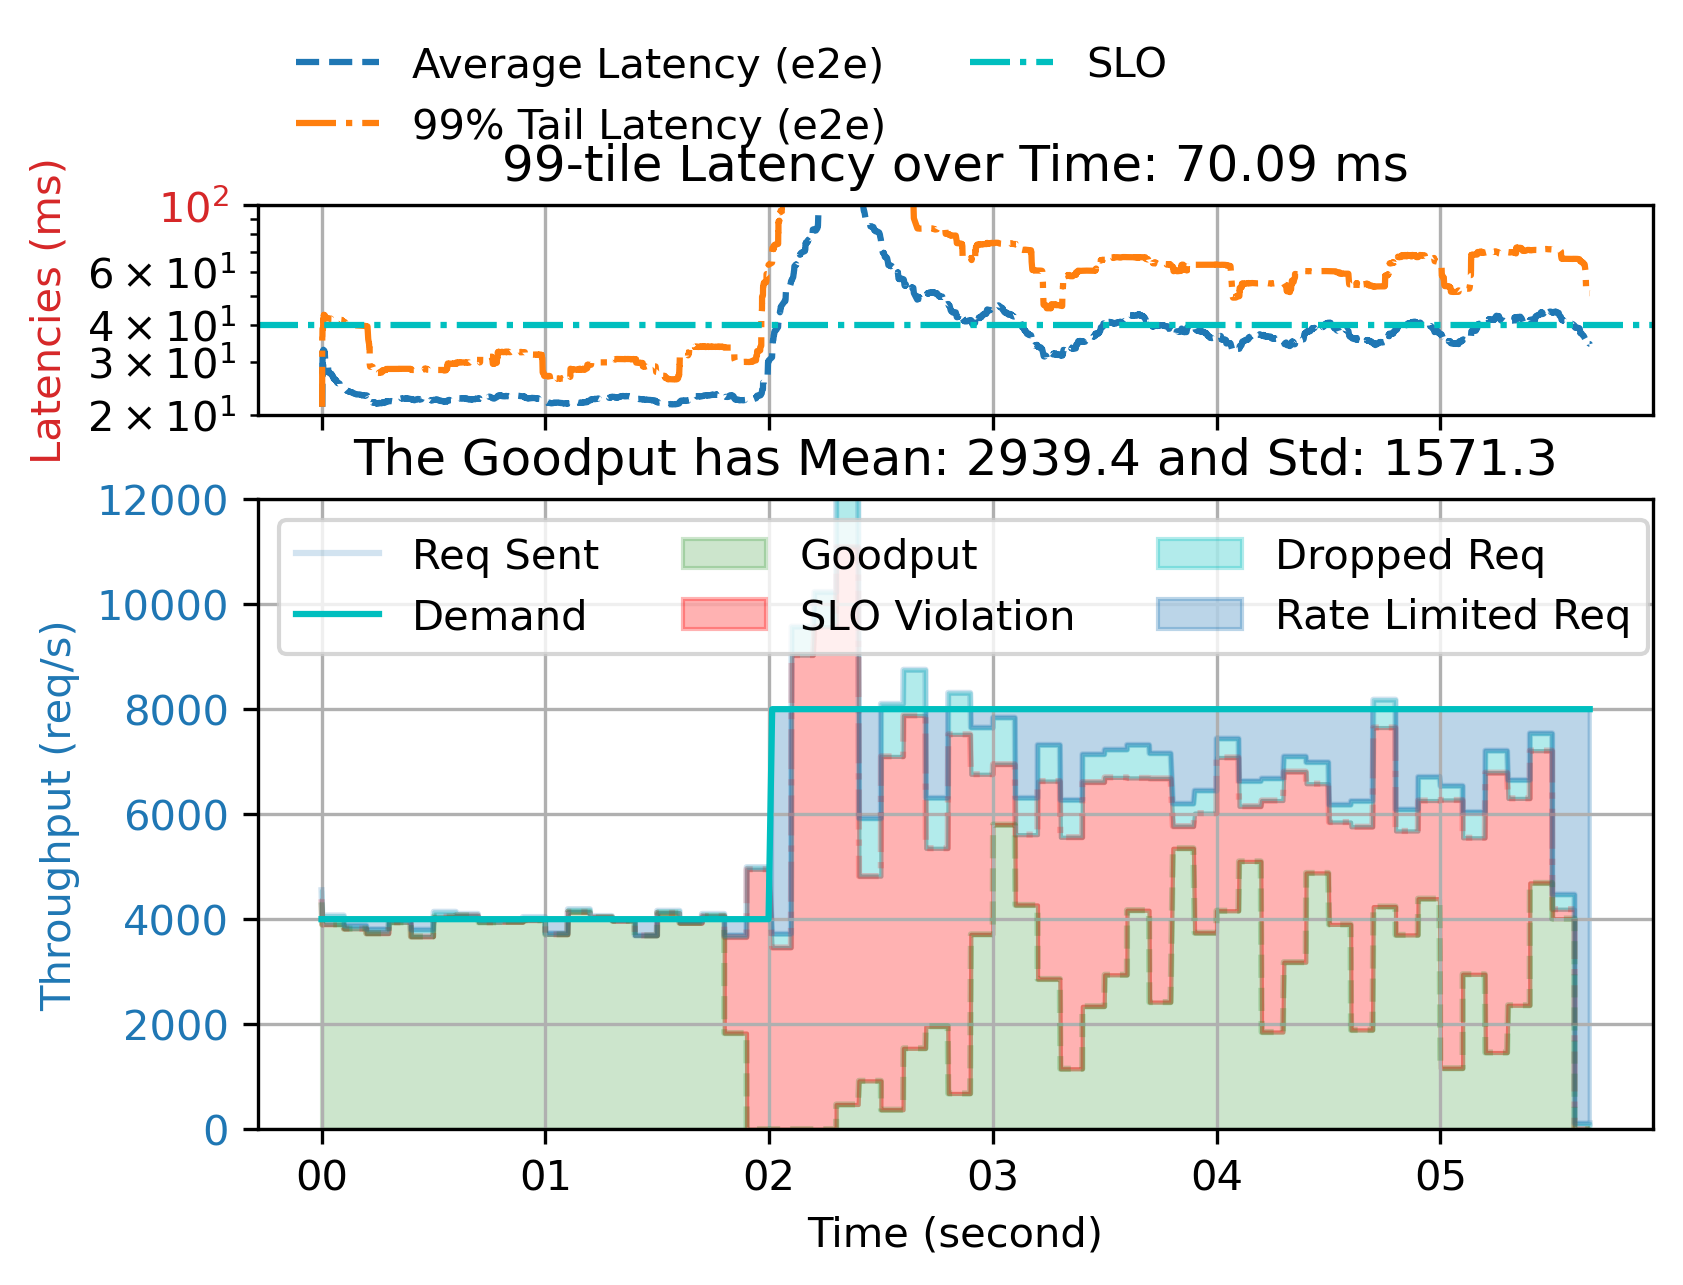 Average Latency (e2e)
SLO
99% Tail Latency (e2e)
99-tile Latency over Time: 70.09 ms
Latencies (ms)
10²
6 × 10¹
4 × 10¹
3 × 10¹
2 × 10¹
The Goodput has Mean: 2939.4 and Std: 1571.3
Throughput (req/s)
12000
10000
8000
6000
4000
2000
0
Req Sent
Goodput
Dropped Req
Demand
SLO Violation
Rate Limited Req
00 01 02 03 04 05
Time (second)